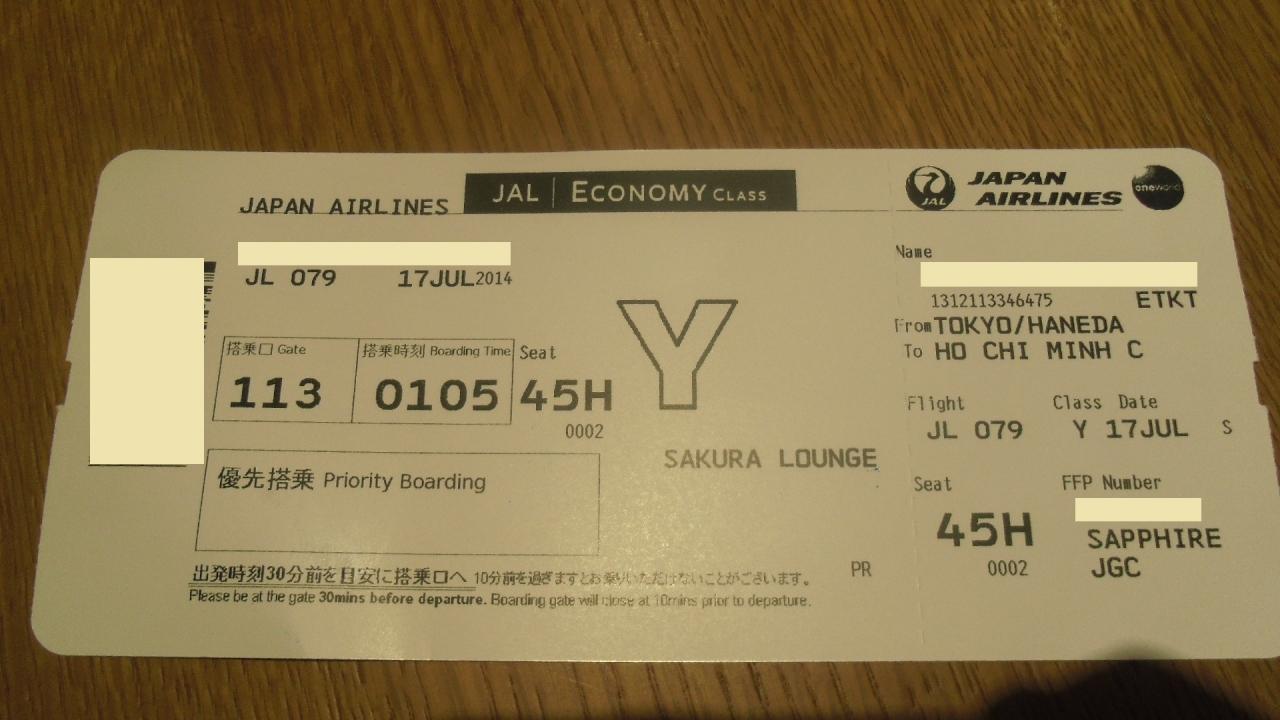 JAPAN AIRLINES
JAL | ECONOMY CLASS
JL 079 17JUL2014
搭乗口 Gate
113
搭乗時刻 Boarding Time
0105
Seat
45H
0002
Y
SAKURA LOUNGE
優先搭乗 Priority Boarding
出発時刻30分前を目安に搭乗口へ 10分前を過ぎますとお乗りいただけないことがございます。
Please be at the gate 30mins before departure. Boarding gate will close at 10mins prior to departure.
PR
JAL
JAPAN
AIRLINES
oneworld
Name
1312113346475 ETKT
From TOKYO/HANEDA
To HO CHI MINH C
Flight Class Date
JL 079 Y 17JUL S
Seat FFP Number
45H SAPPHIRE
0002 JGC